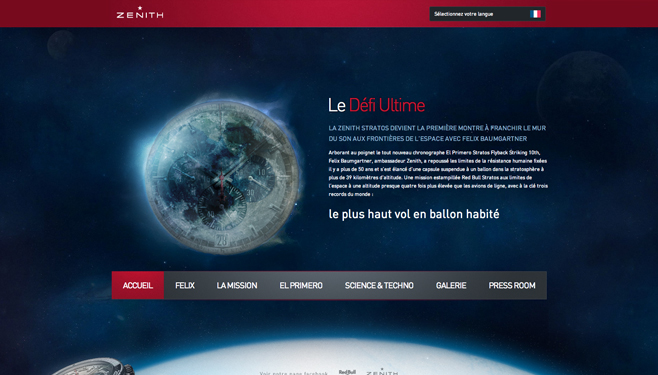 ZENITH
Sélectionnez votre langue
Le Défi Ultime
LA ZENITH STRATOS DEVIENT LA PREMIÈRE MONTRE À FRANCHIR LE MUR
DU SON AUX FRONTIÈRES DE L'ESPACE AVEC FELIX BAUMGARTNER
Arborant au poignet le tout nouveau chronographe El Primero Stratos Flyback Striking 10th,
Felix Baumgartner, ambassadeur Zenith, a repoussé les limites de la résistance humaine fixées
il y a plus de 50 ans et s'est élancé d'une capsule suspendue à un ballon dans la stratosphère à
plus de 39 kilomètres d'altitude. Une mission estampillée Red Bull Stratos aux limites de
l'espace à une altitude presque quatre fois plus élevée que les avions de ligne, avec à la clé trois
records du monde :
le plus haut vol en ballon habité
ACCUEIL FELIX LA MISSION EL PRIMERO SCIENCE & TECHNO GALERIE PRESS ROOM
Voir notre page facebook Red Bull ZENITH